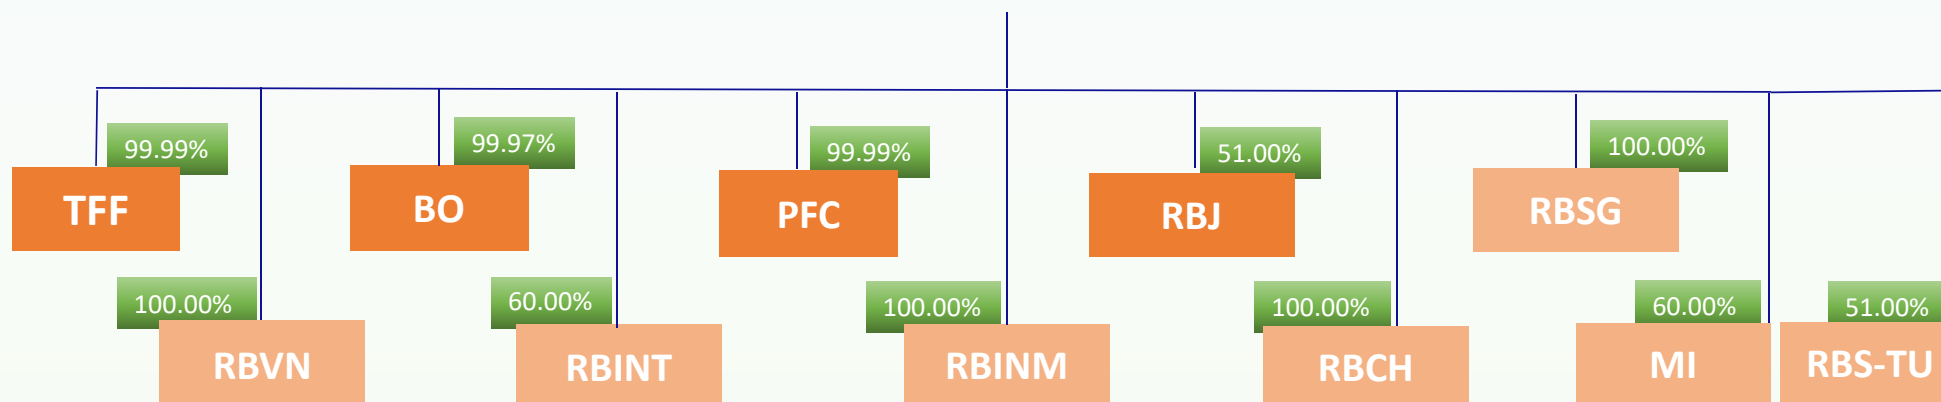 99.99%
TFF
99.97%
BO
99.99%
PFC
51.00%
RBJ
100.00%
RBSG
100.00%
RBVN
60.00%
RBINT
100.00%
RBINM
100.00%
RBCH
60.00%
MI
51.00%
RBS-TU